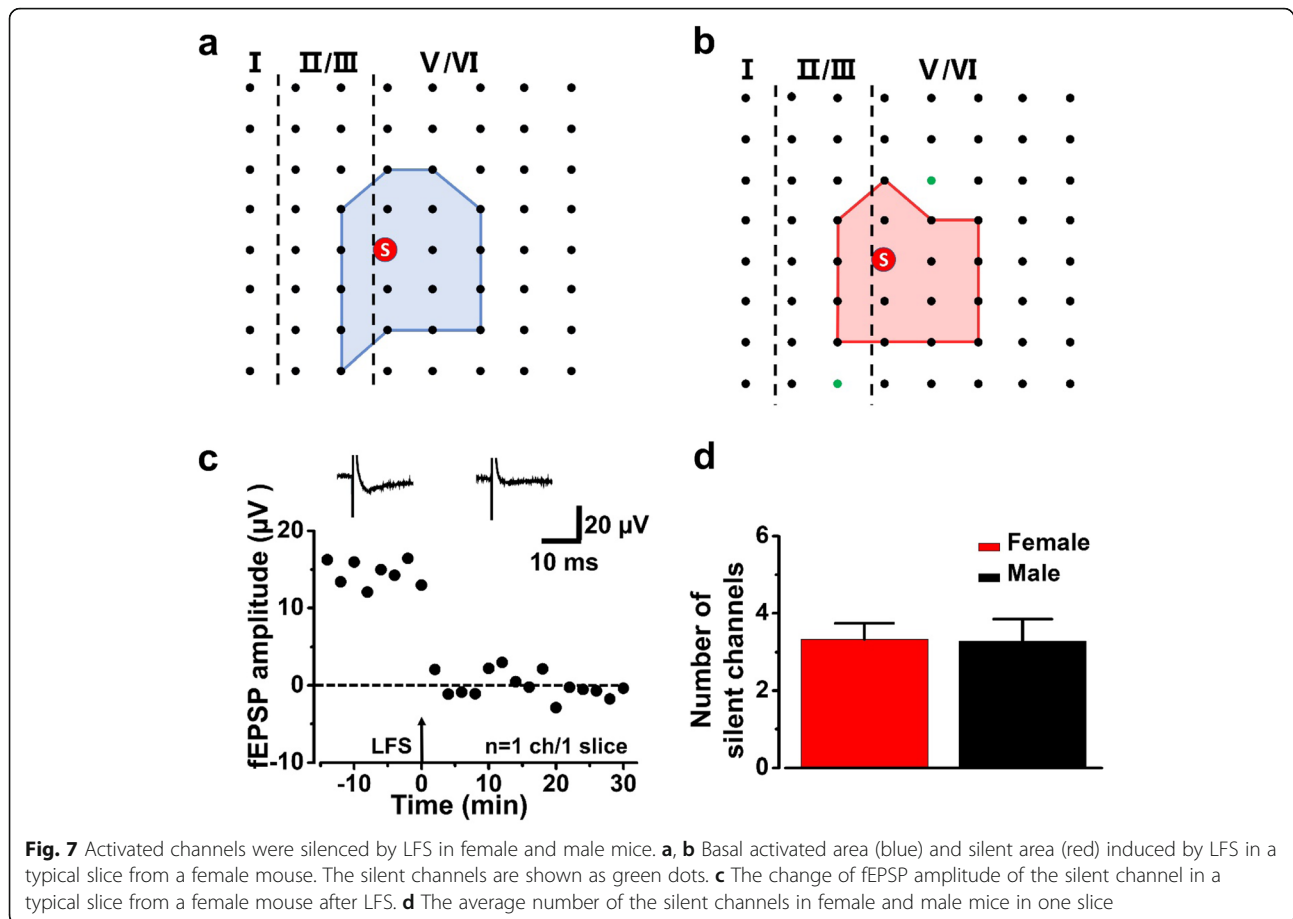 a
I II/III V/VI
S
b
I II/III V/VI
S
c
20 μV
10 ms
fEPSP amplitude (μV)
20
10
0
-10
LFS
n=1 ch/1 slice
-10 0 10 20 30
Time (min)
d
Number of
silent channels
6
4
2
0
Female
Male
Fig. 7 Activated channels were silenced by LFS in female and male mice. a, b Basal activated area (blue) and silent area (red) induced by LFS in a
typical slice from a female mouse. The silent channels are shown as green dots. c The change of fEPSP amplitude of the silent channel in a
typical slice from a female mouse after LFS. d The average number of the silent channels in female and male mice in one slice